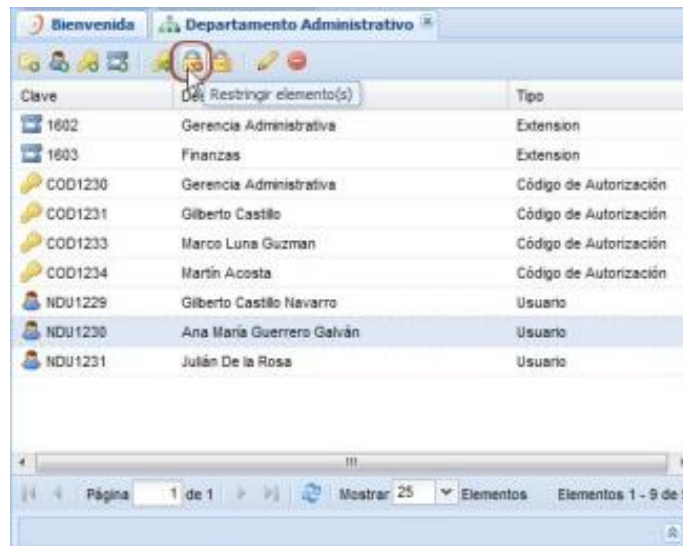 Bienvenida Departamento Administrativo
Restringir elemento(s)
Clave Tipo
1602 Gerencia Administrativa Extension
1603 Finanzas Extension
COD1230 Gerencia Administrativa Código de Autorización
COD1231 Gilberto Castillo Código de Autorización
COD1233 Marco Luna Guzman Código de Autorización
COD1234 Martín Acosta Código de Autorización
NDU1229 Gilberto Castillo Navarro Usuario
NDU1230 Ana María Guerrero Galván Usuario
NDU1231 Julián De la Rosa Usuario
Página 1 de 1 Mostrar 25 Elementos Elementos 1 - 9 de